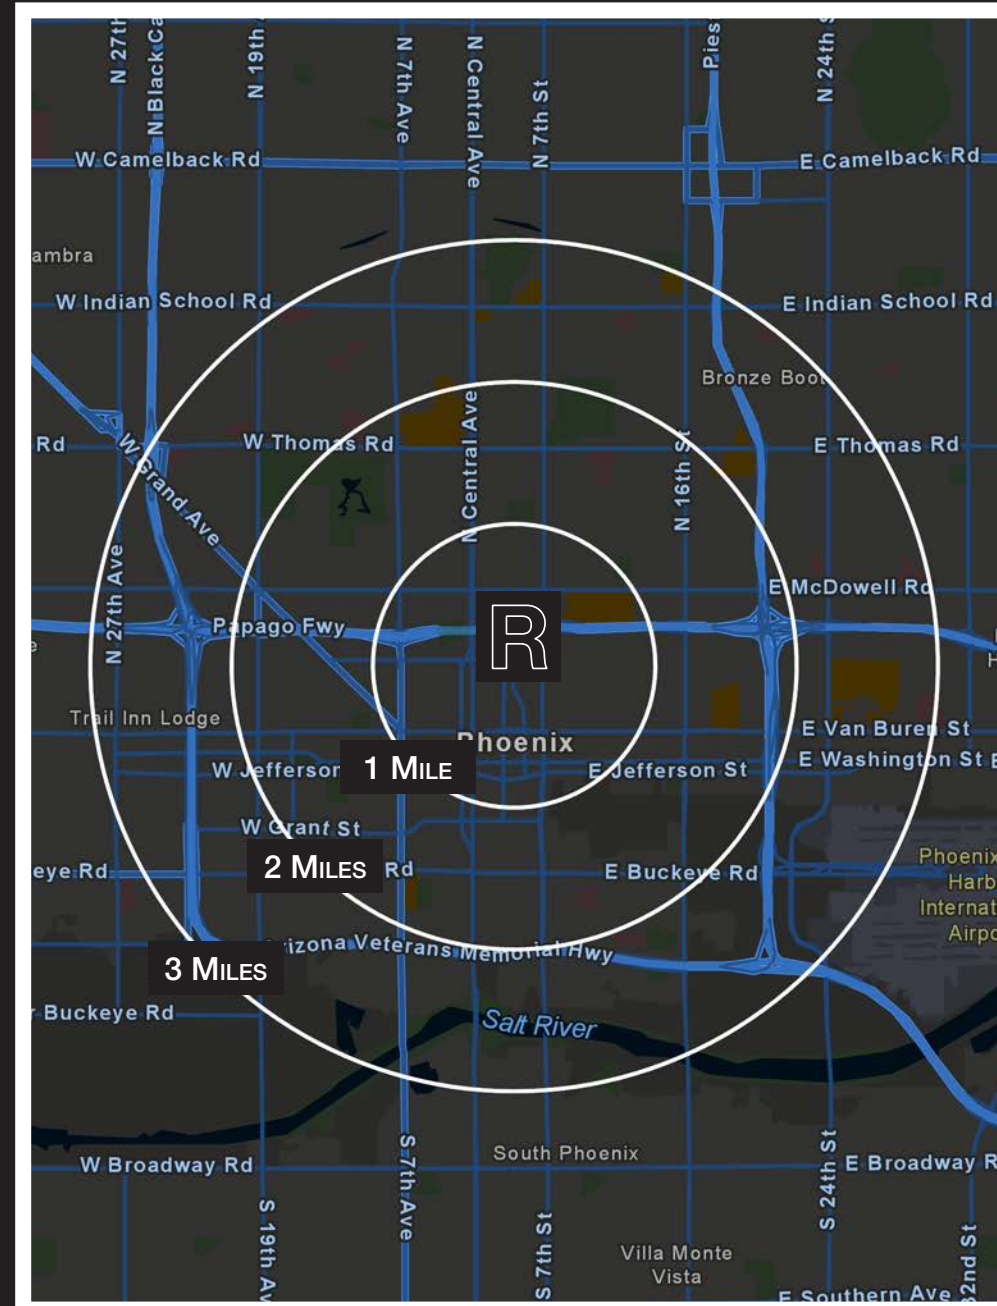 N 27th
N Black Ca
N 19th
N 7th Ave
N Central Ave
N 7th St
Pies
N 24th S
W Camelback Rd
E Camelback Rd
ambra
W Indian School Rd
E Indian School Rd
Bronze Boot
Rd
W Thomas Rd
N Central Ave
E Thomas Rd
W Grand Ave
N 16th St
N 27th Ave
E McDowell Rd
Papago Fwy
R
e
H
Trail Inn Lodge
E Van Buren St
Phoenix
W Jefferson
1 MILE
E Jefferson St
E Washington St E
W Grant St
2 MILES
eye Rd
Rd
E Buckeye Rd
Phoenix
Harb
Internat
Airpo
izona Veterans Memorial Hwy
3 MILES
r Buckeye Rd
Salt River
W Broadway Rd
S 7th Ave
South Phoenix
S 24th St
E Broadway R
S 19th Av
S 7th St
Villa Monte
Vista
32nd St
E Southern Ave